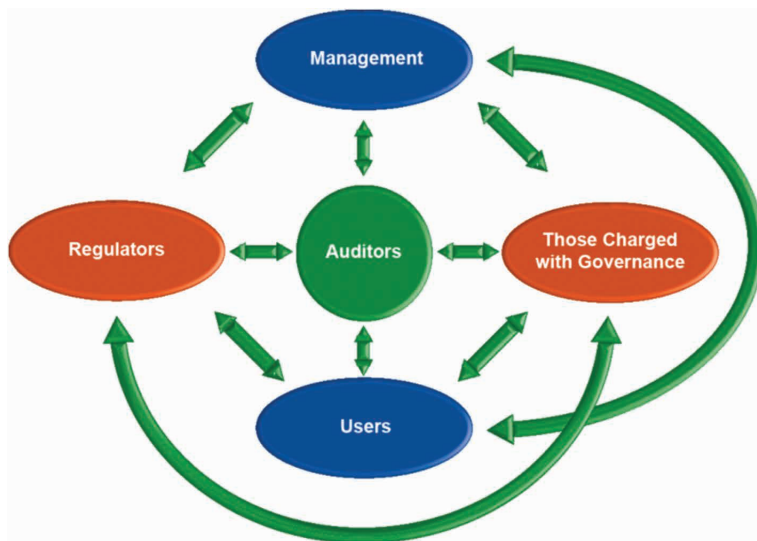 Management
Regulators
Auditors
Those Charged
with Governance
Users